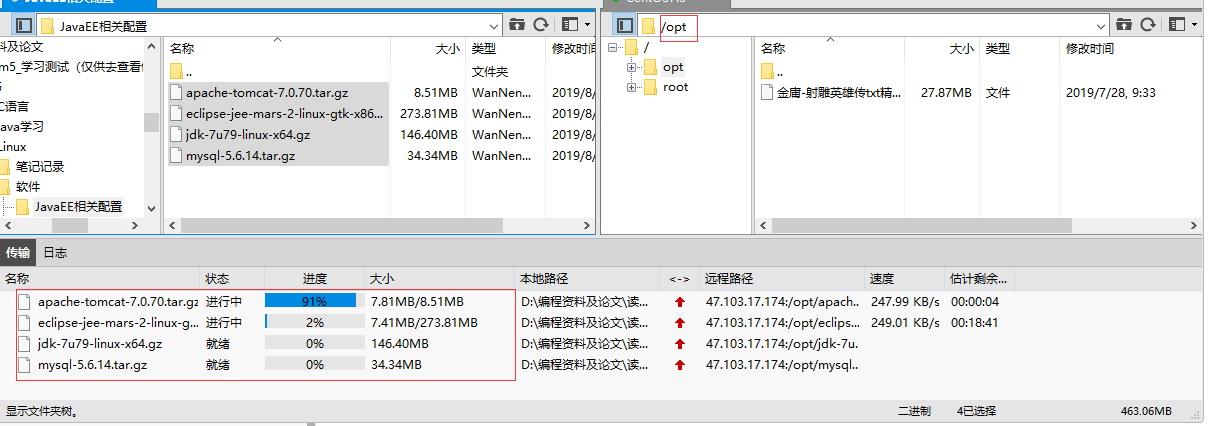 JavaEE相关配置
JavaEE相关配置
/opt
料及论文
m5_学习测试（仅供去查看
C语言
ava学习
Linux
笔记记录
软件
JavaEE相关配置
名称 大小 类型 修改时间
.. 文件夹
apache-tomcat-7.0.70.tar.gz 8.51MB WanNen... 2019/8/
eclipse-jee-mars-2-linux-gtk-x86... 273.81MB WanNen... 2019/8/
jdk-7u79-linux-x64.gz 146.40MB WanNen... 2019/8/
mysql-5.6.14.tar.gz 34.34MB WanNen... 2019/8/
/
opt
root
名称 大小 类型 修改时间
..
金庸-射雕英雄传txt精... 27.87MB 文件 2019/7/28, 9:33
传输 日志
名称 状态 进度 大小 本地路径 <-> 远程路径 速度 估计剩余...
apache-tomcat-7.0.70.tar.gz 进行中 91% 7.81MB/8.51MB D:\编程资料及论文\读... 47.103.17.174:/opt/apach... 247.99 KB/s 00:00:04
eclipse-jee-mars-2-linux-g... 进行中 2% 7.41MB/273.81MB D:\编程资料及论文\读... 47.103.17.174:/opt/eclips... 249.01 KB/s 00:18:41
jdk-7u79-linux-x64.gz 就绪 0% 146.40MB D:\编程资料及论文\读... 47.103.17.174:/opt/jdk-7u...
mysql-5.6.14.tar.gz 就绪 0% 34.34MB D:\编程资料及论文\读... 47.103.17.174:/opt/mysql...
显示文件夹树。 二进制 4已选择 463.06MB